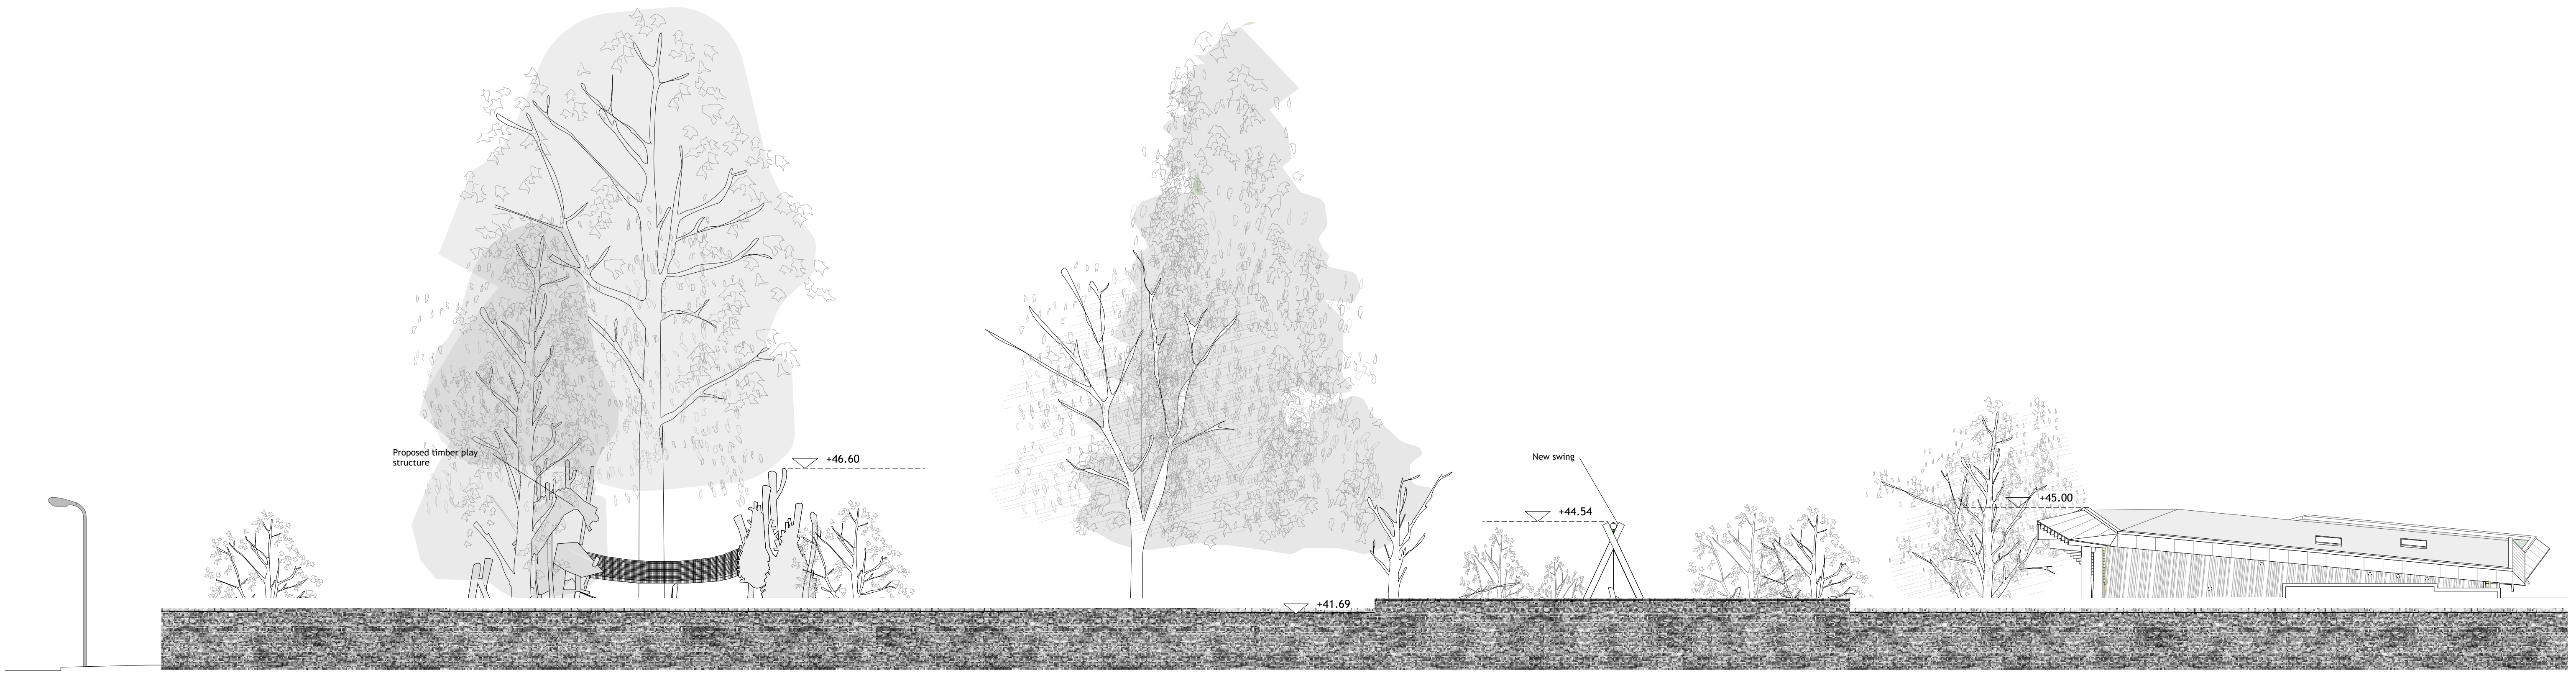 Proposed timber play
structure
+46.60
+41.69
New swing
+44.54
+45.00